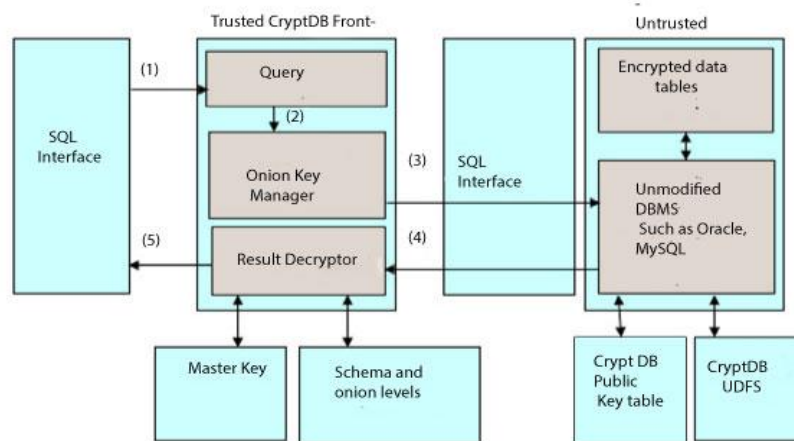 Trusted CryptDB Front-
Untrusted
(1)
Query
(2)
SQL
Interface
Onion Key
Manager
(3)
SQL
Interface
Encrypted data
tables
Unmodified
DBMS
Such as Oracle,
MySQL
(4)
(5)
Result Decryptor
Master Key
Schema and
onion levels
Crypt DB
Public
Key table
CryptDB
UDFS